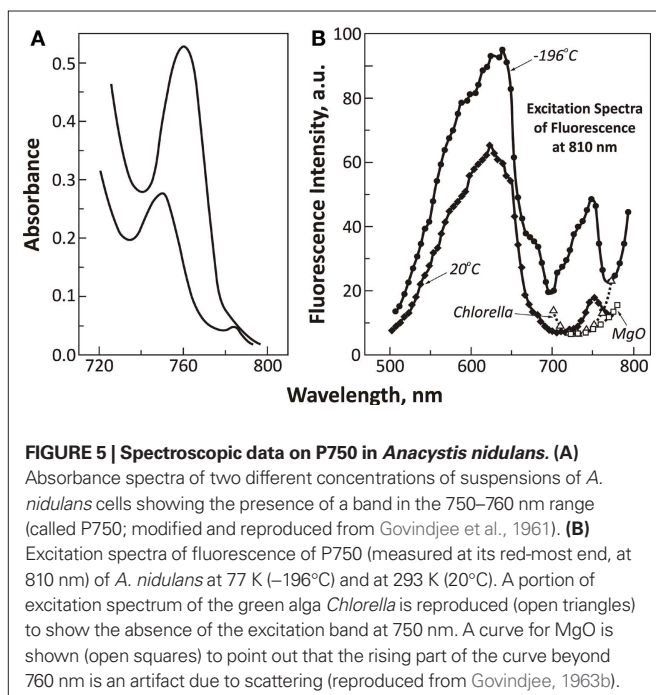 A
0.5
0.4
0.3
0.2
0.1
0.0
Absorbance
720 760 800
B
100
80
60
40
20
0
Fluorescence Intensity, a.u.
-196°C
Excitation Spectra
of Fluorescence
at 810 nm
20°C
Chlorella
MgO
500 600 700 800
Wavelength, nm
FIGURE 5 | Spectroscopic data on P750 in Anacystis nidulans. (A)
Absorbance spectra of two different concentrations of suspensions of A.
nidulans cells showing the presence of a band in the 750–760 nm range
(called P750; modified and reproduced from Govindjee et al., 1961). (B)
Excitation spectra of fluorescence of P750 (measured at its red-most end, at
810 nm) of A. nidulans at 77 K (–196°C) and at 293 K (20°C). A portion of
excitation spectrum of the green alga Chlorella is reproduced (open triangles)
to show the absence of the excitation band at 750 nm. A curve for MgO is
shown (open squares) to point out that the rising part of the curve beyond
760 nm is an artifact due to scattering (reproduced from Govindjee, 1963b).